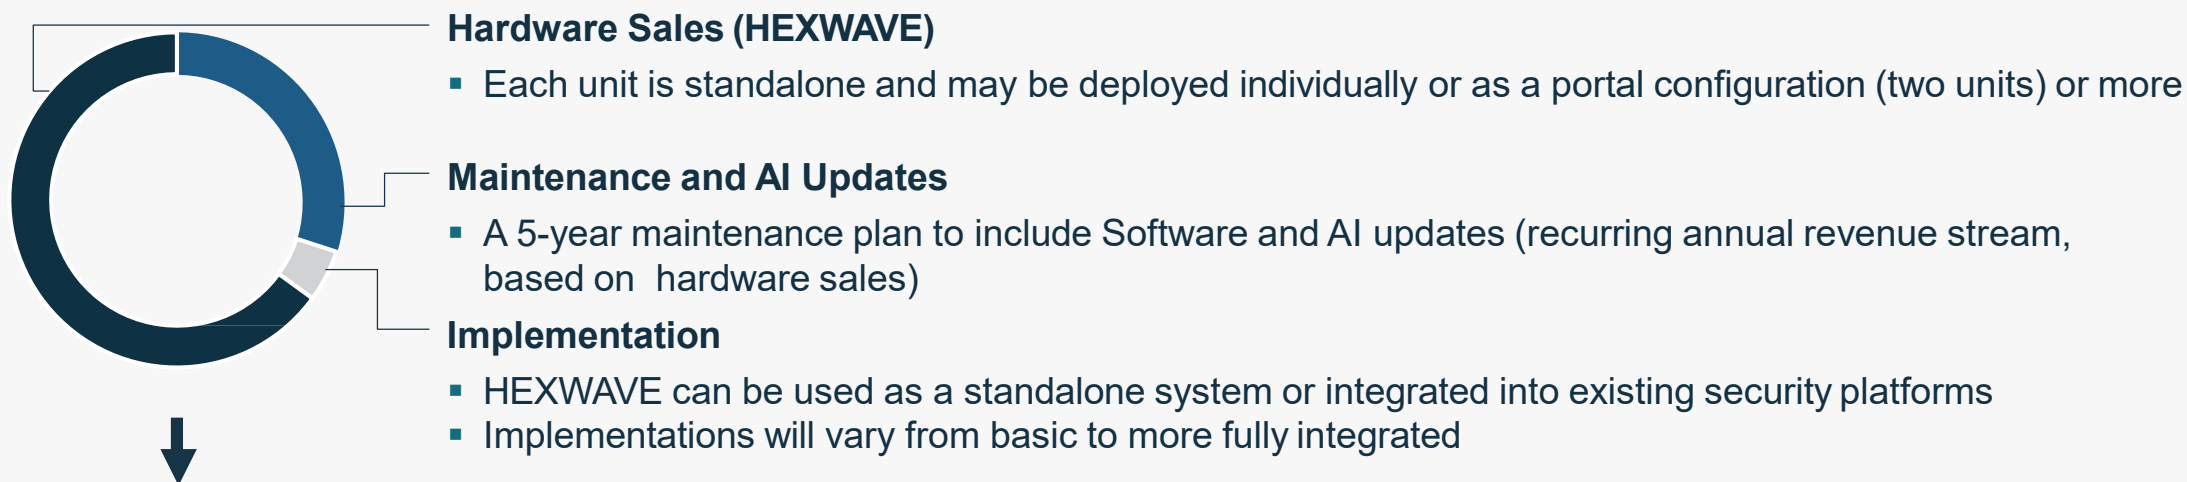 Hardware Sales (HEXWAVE)
▪ Each unit is standalone and may be deployed individually or as a portal configuration (two units) or more
Maintenance and AI Updates
▪ A 5-year maintenance plan to include Software and AI updates (recurring annual revenue stream,
based on hardware sales)
Implementation
▪ HEXWAVE can be used as a standalone system or integrated into existing security platforms
▪ Implementations will vary from basic to more fully integrated